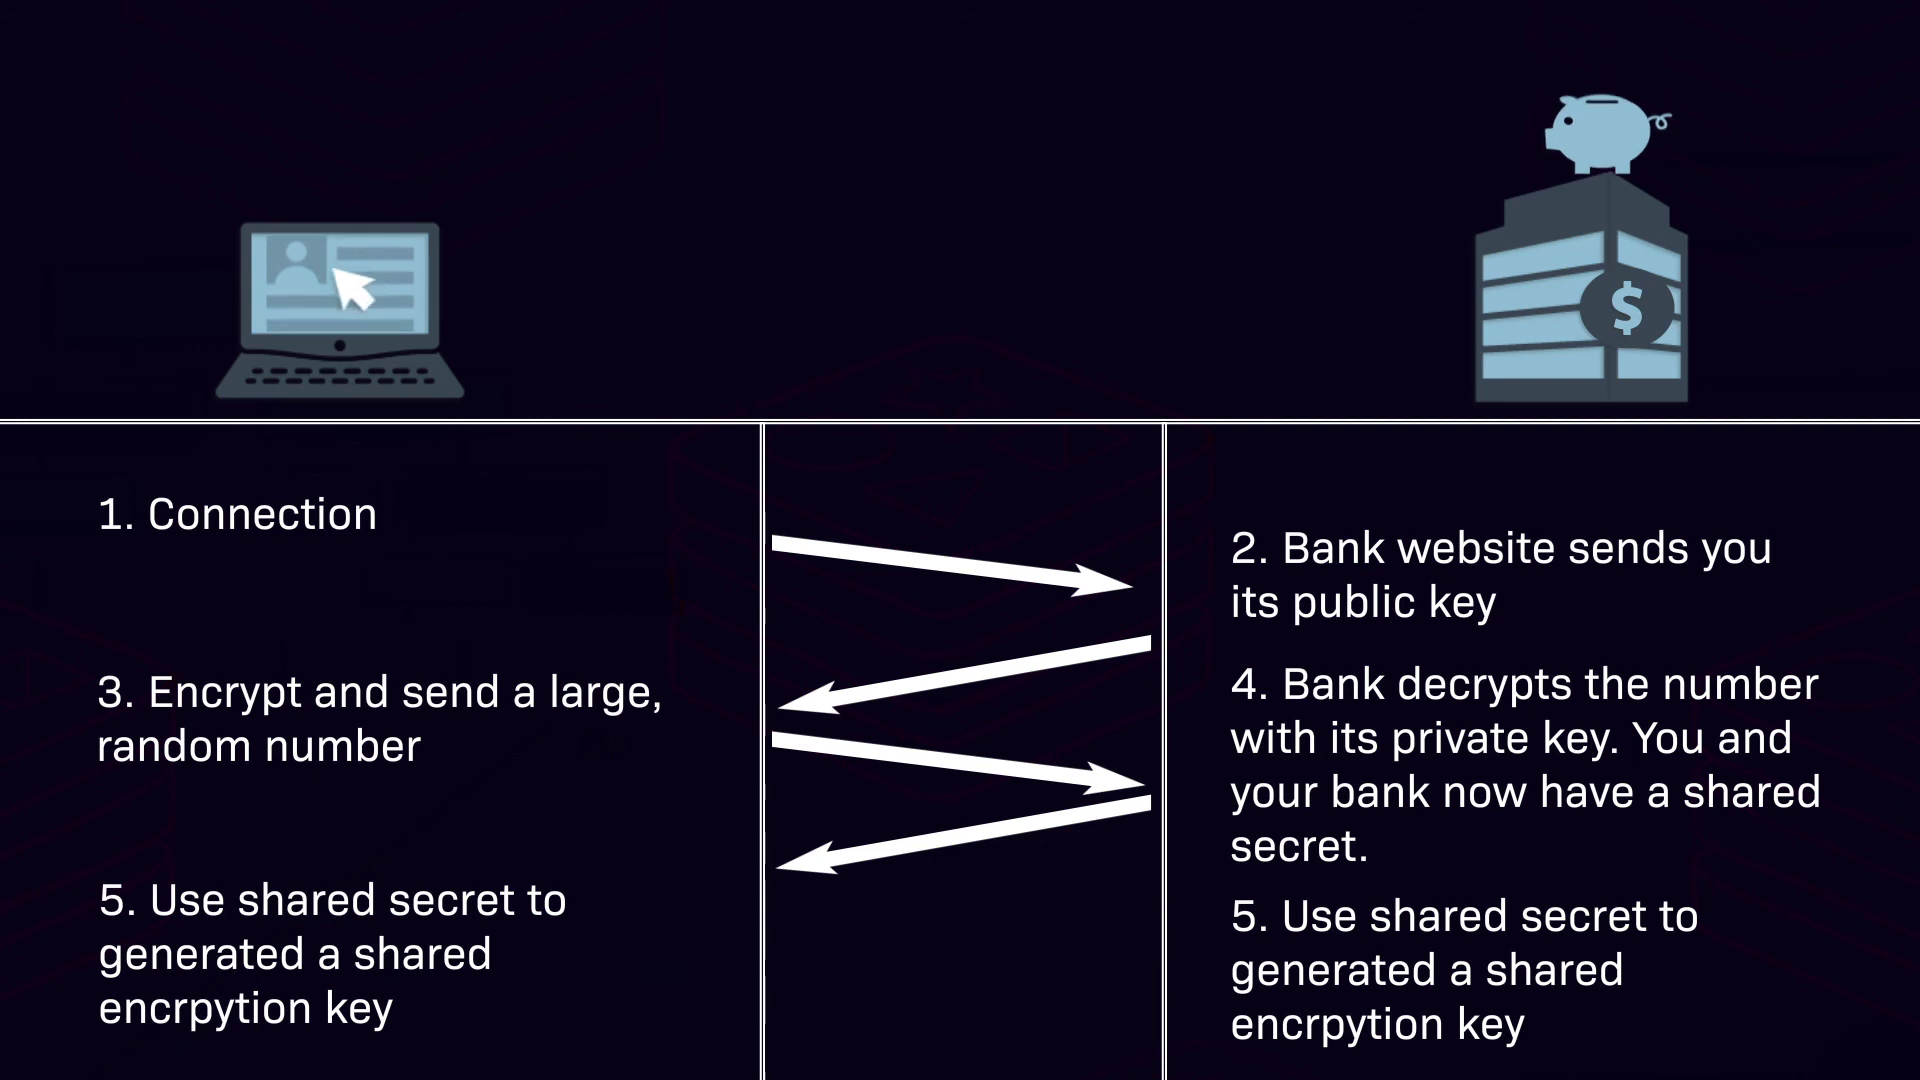 $
1. Connection
2. Bank website sends you
its public key
3. Encrypt and send a large,
random number
4. Bank decrypts the number
with its private key. You and
your bank now have a shared
secret.
5. Use shared secret to
generated a shared
encrpytion key
5. Use shared secret to
generated a shared
encrpytion key